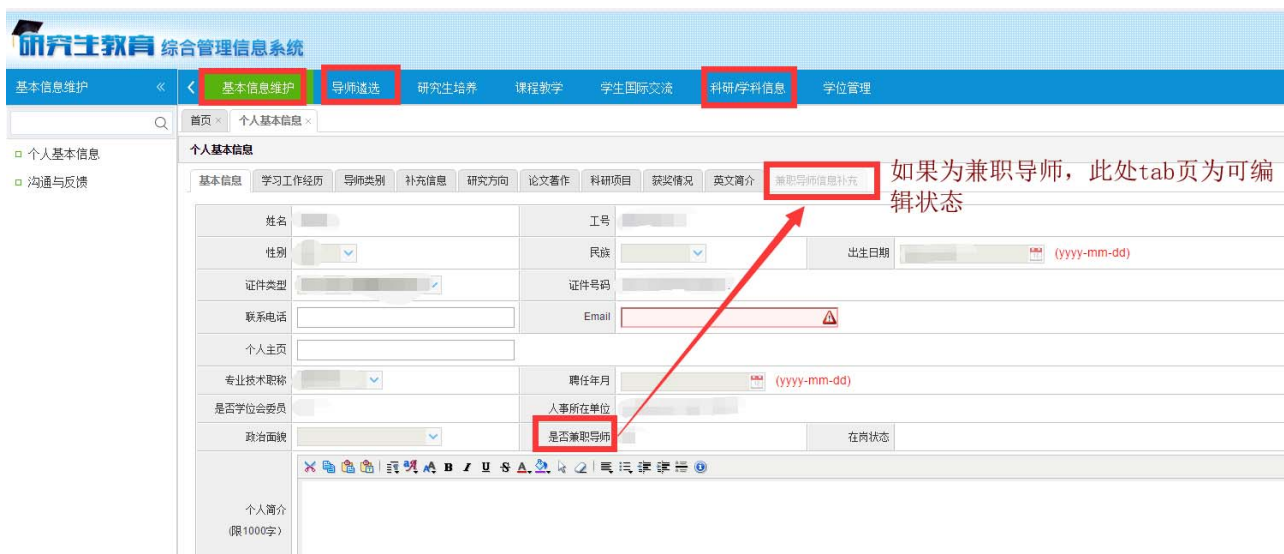 研究生教育 综合管理信息系统
基本信息维护 « < 基本信息维护 导师遴选 研究生培养 课程教学 学生国际交流 科研/学科信息 学位管理
首页 × 个人基本信息 ×
个人基本信息
个人基本信息
沟通与反馈
基本信息 学习工作经历 导师类别 补充信息 研究方向 论文著作 科研项目 获奖情况 英文简介 兼职导师信息补充
如果为兼职导师，此处tab页为可编
辑状态
姓名 工号
性别 民族 出生日期 (yyyy-mm-dd)
证件类型 证件号码
联系电话 Email
个人主页
专业技术职称 聘任年月 (yyyy-mm-dd)
是否学位会委员 人事所在单位
政治面貌 是否兼职导师 在岗状态
个人简介
(限1000字)